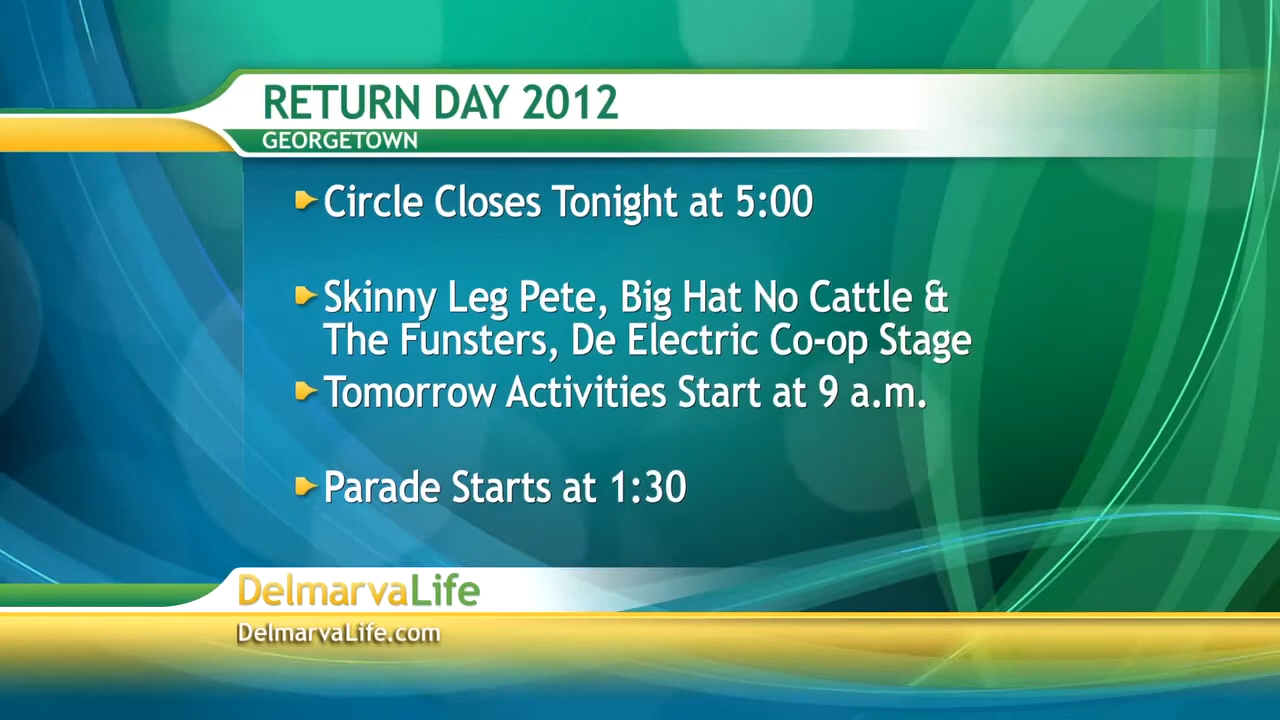 RETURN DAY 2012
GEORGETOWN
Circle Closes Tonight at 5:00
Skinny Leg Pete, Big Hat No Cattle &
The Funsters, De Electric Co-op Stage
Tomorrow Activities Start at 9 a.m.
Parade Starts at 1:30
DelmarvaLife
DelmarvaLife.com